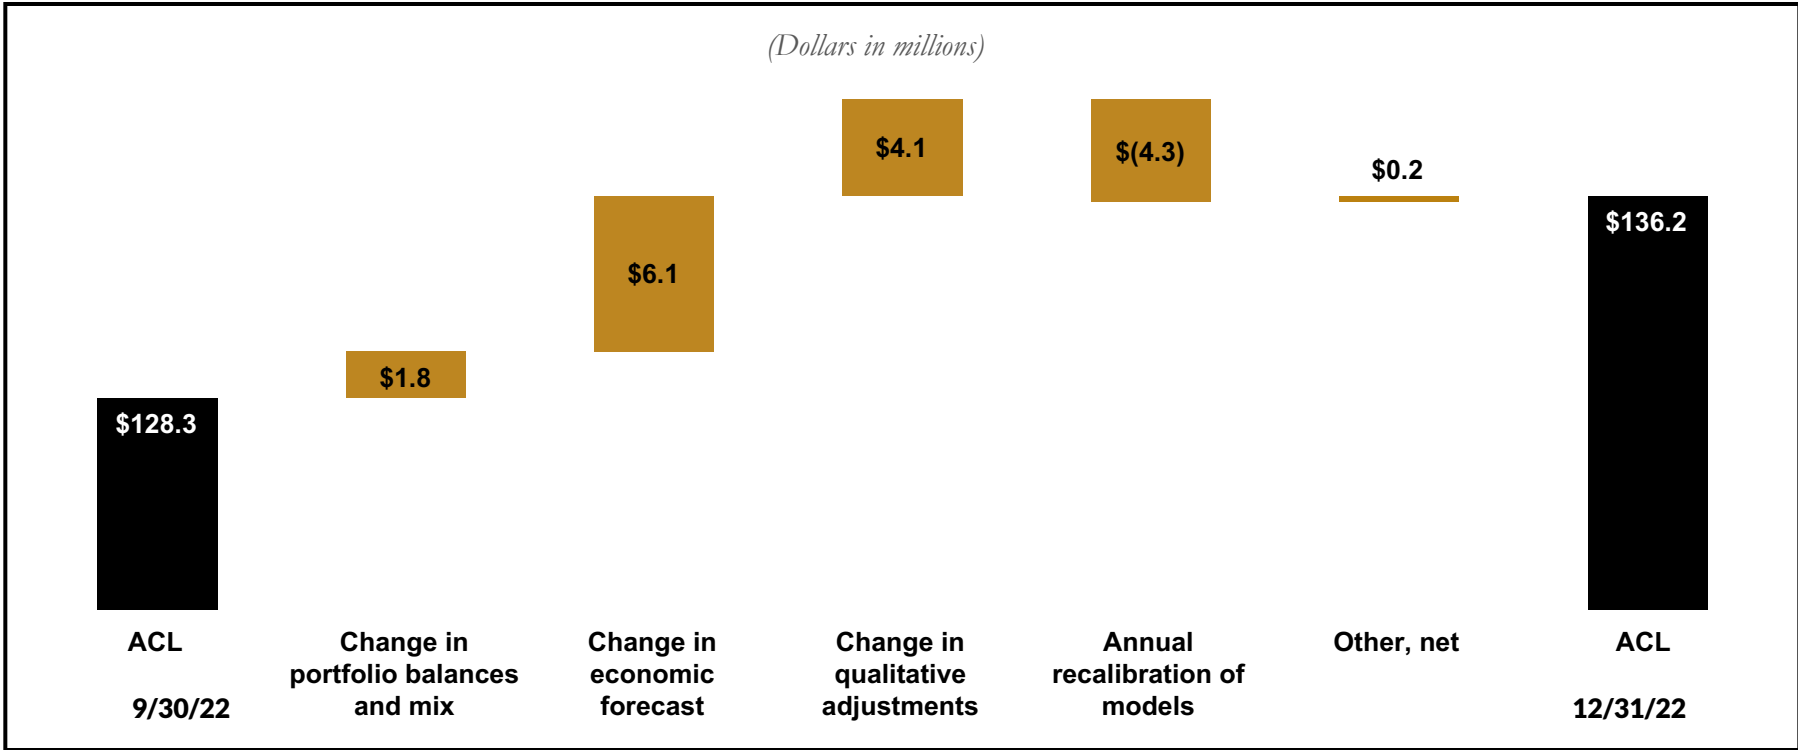 (Dollars in millions)
$4.1
$(4.3)
$0.2
$136.2
$6.1
$1.8
$128.3
ACL
9/30/22
Change in
portfolio balances
and mix
Change in
economic
forecast
Change in
qualitative
adjustments
Annual
recalibration of
models
Other, net
ACL
12/31/22